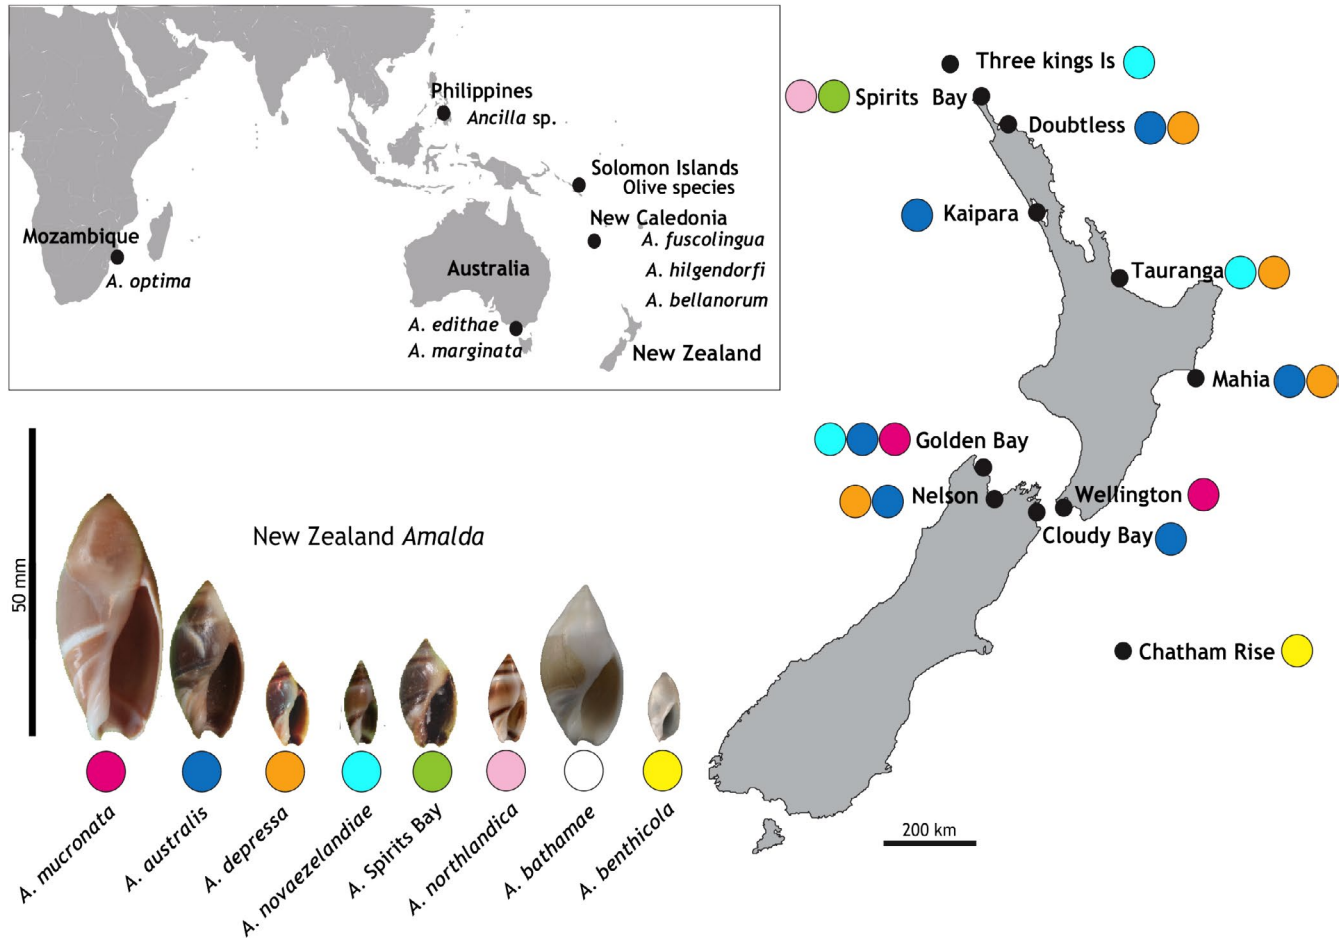 Philippines
Ancilla sp.
Solomon Islands
Olive species
New Caledonia
A. fuscolingua
A. hilgendorfi
A. bellanorum
Mozambique
A. optima
Australia
A. edithae
A. marginata
New Zealand
Three kings Is
Spirits Bay
Doubtless
Kaipara
Tauranga
Mahia
Golden Bay
Nelson
Wellington
Cloudy Bay
Chatham Rise
200 km
50 mm
New Zealand Amalda
A. mucronata
A. australis
A. depressa
A. novaezelandiae
A. Spirits Bay
A. northlandica
A. bathamae
A. benthicola